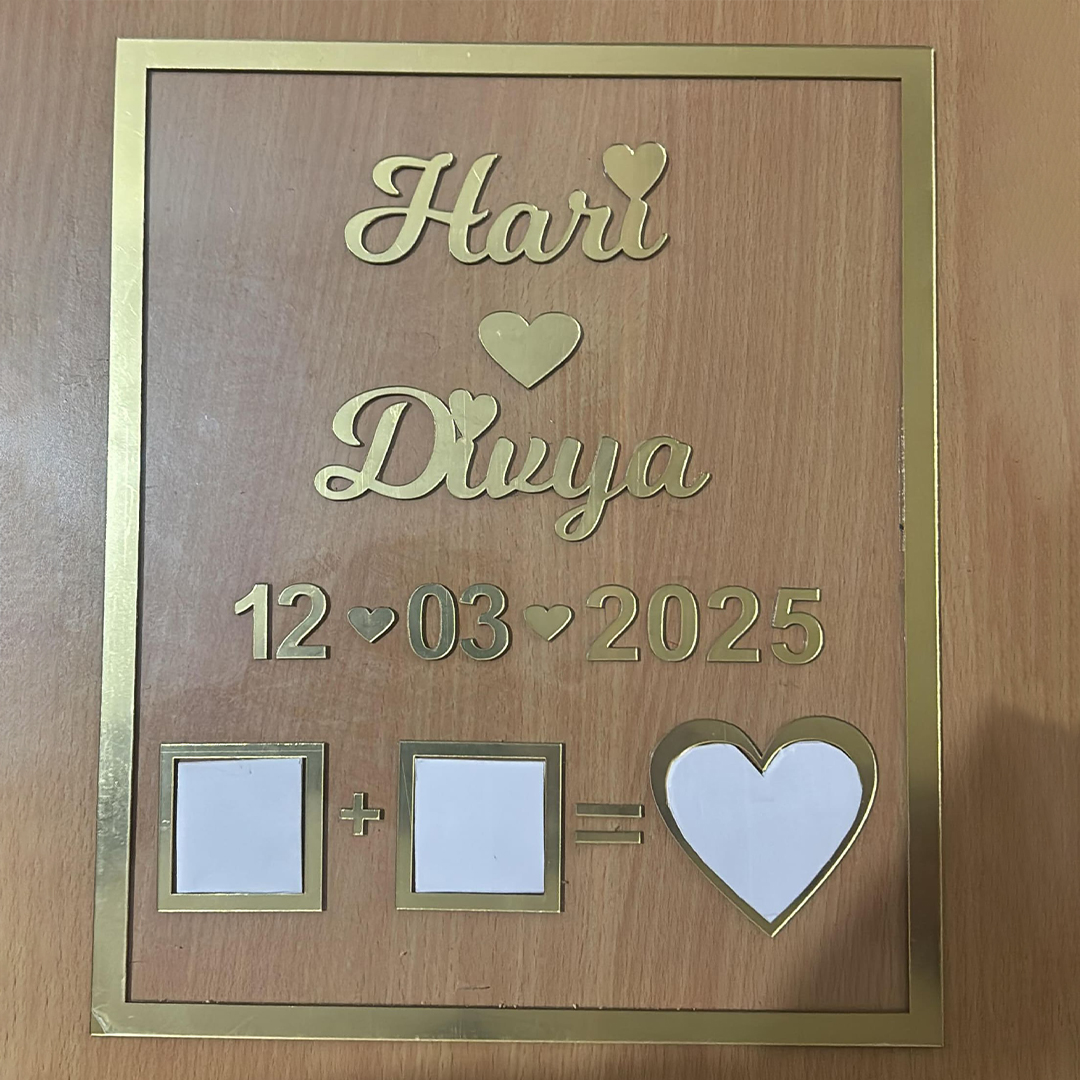 Hari
♥
Divya
12♥03♥2025
+ =